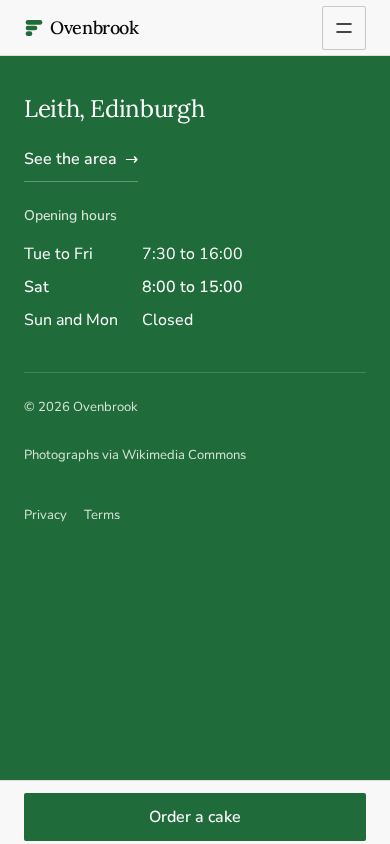 Ovenbrook
Leith, Edinburgh
See the area →
Opening hours
Tue to Fri 7:30 to 16:00
Sat 8:00 to 15:00
Sun and Mon Closed
© 2026 Ovenbrook
Photographs via Wikimedia Commons
Privacy Terms
Order a cake